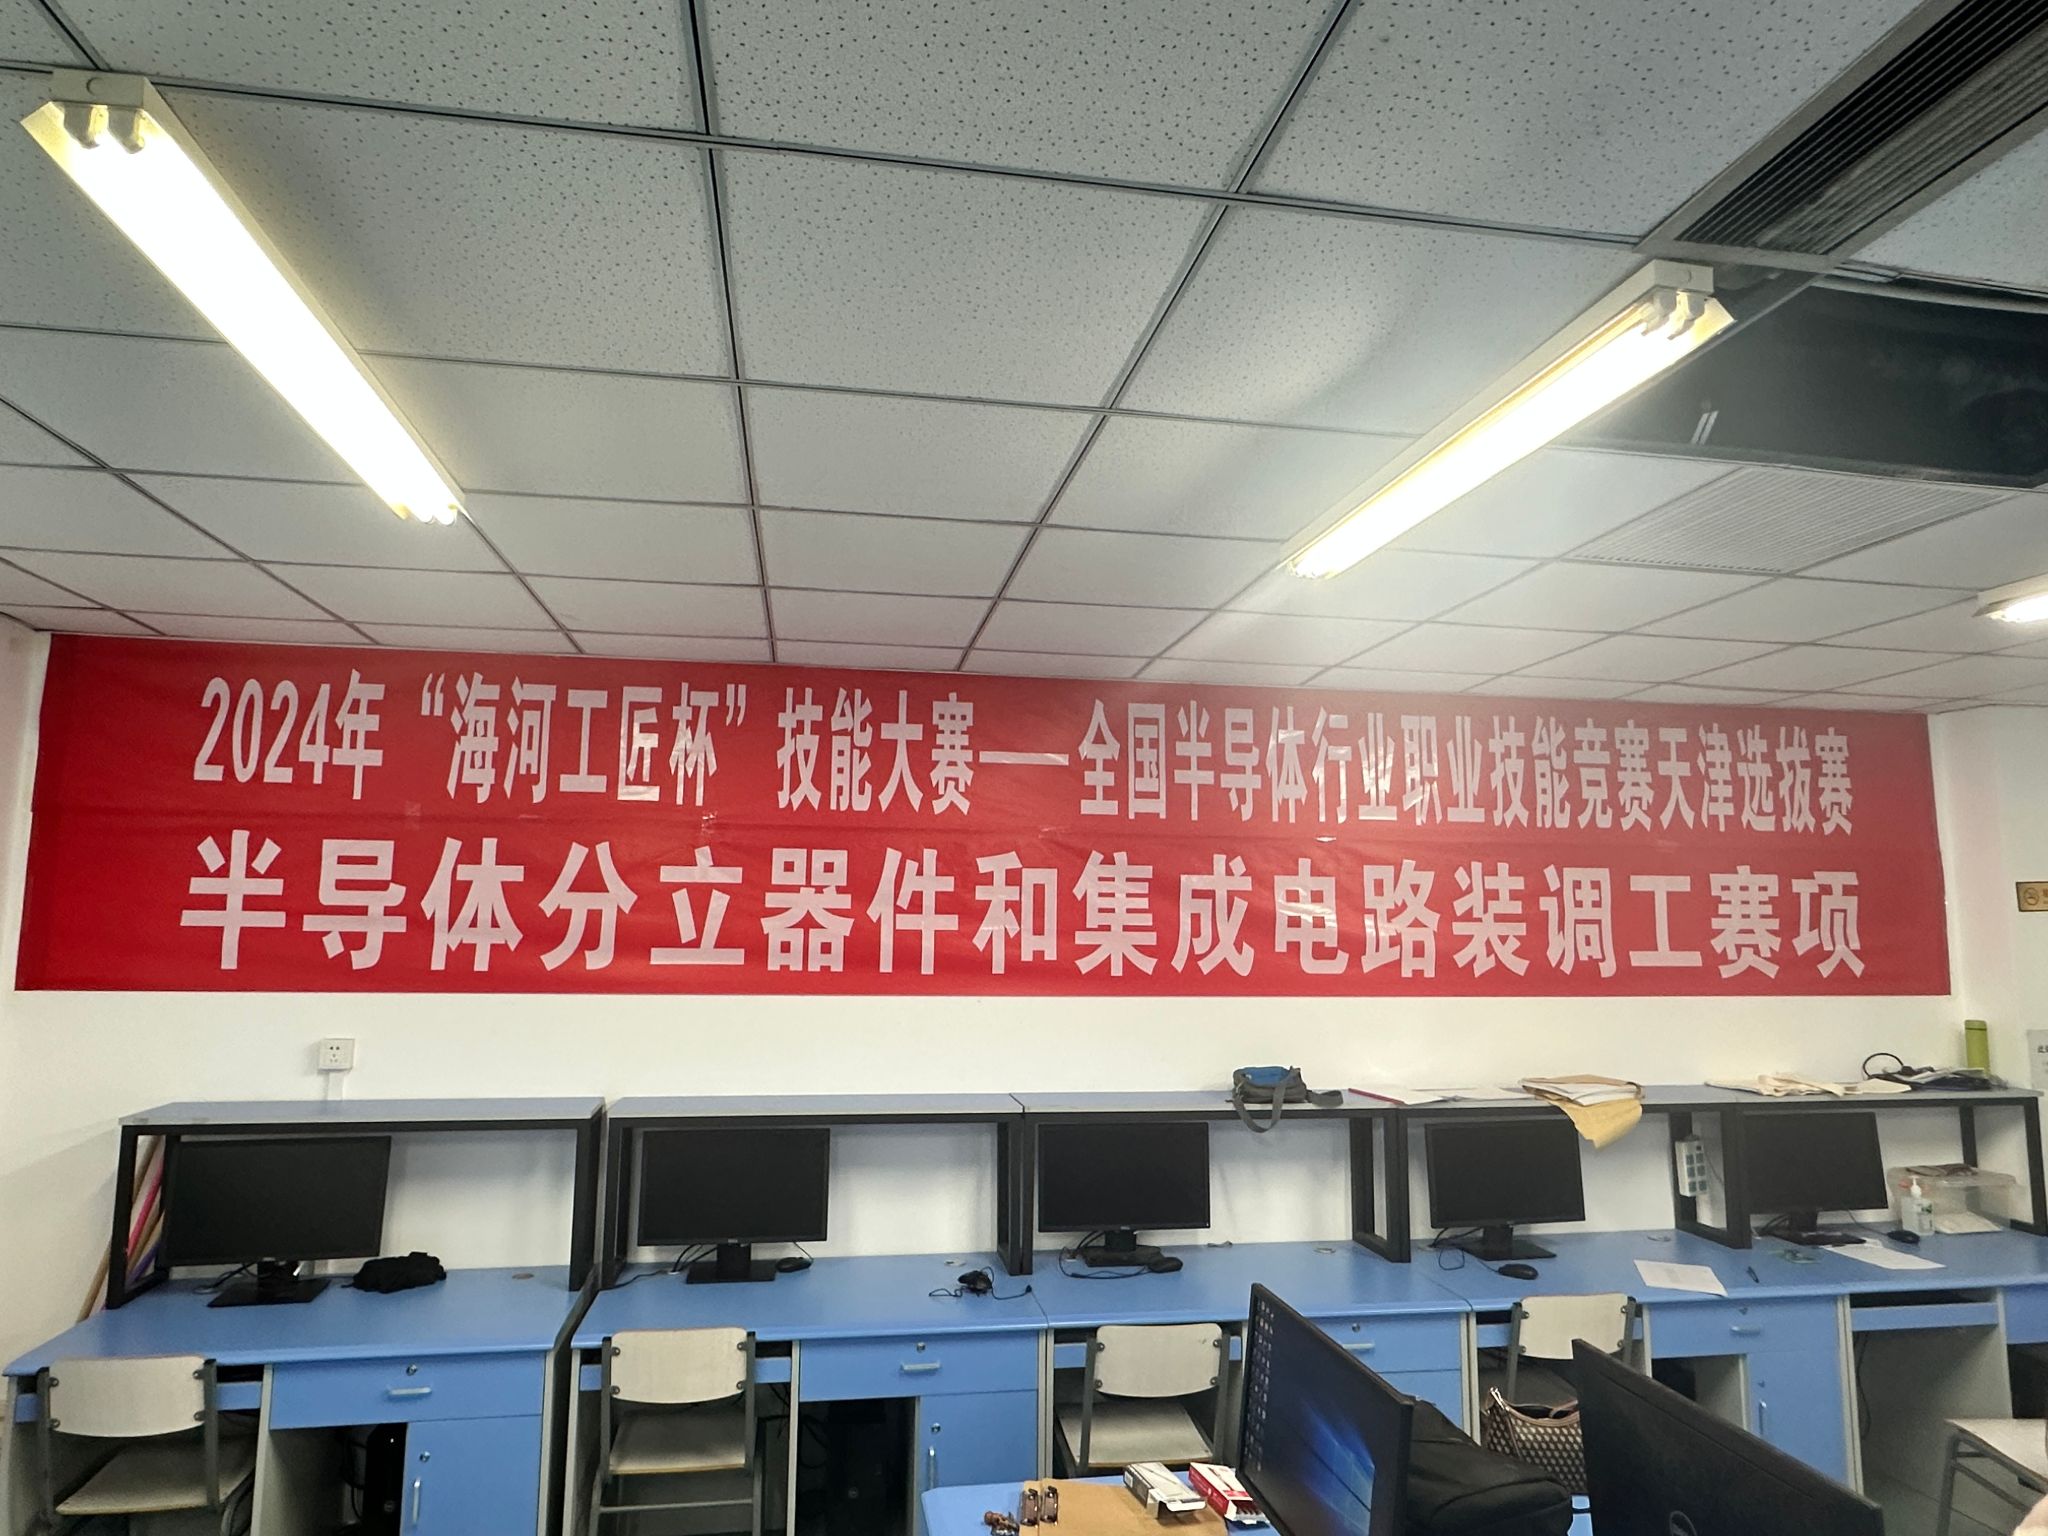 2024年“海河工匠杯”技能大赛——全国半导体行业职业技能竞赛天津选拔赛
半导体分立器件和集成电路装调工赛项